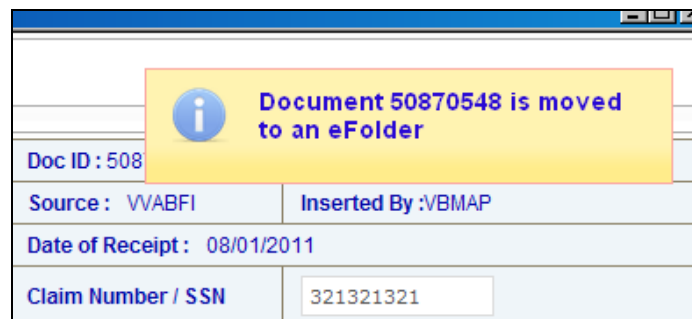 Document 50870548 is moved
to an eFolder
Doc ID : 508
Source : VVABFI Inserted By :VBMAP
Date of Receipt : 08/01/2011
Claim Number / SSN 321321321